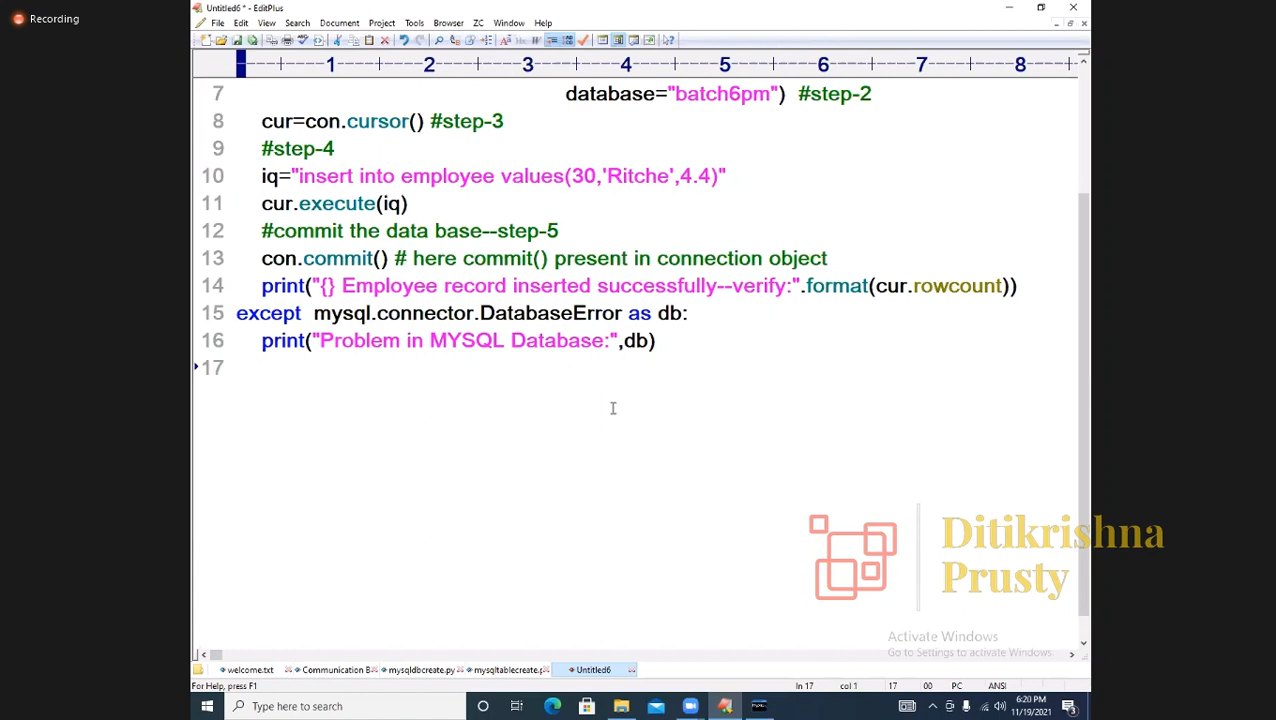 Recording
Untitled6 * - EditPlus
File Edit View Search Document Project Tools Browser ZC Window Help
----+----1----+----2----+----3----+----4----+----5----+----6----+----7----+----8----+
7 database="batch6pm") #step-2
8 cur=con.cursor() #step-3
9 #step-4
10 iq="insert into employee values(30,'Ritche',4.4)"
11 cur.execute(iq)
12 #commit the data base--step-5
13 con.commit() # here commit() present in connection object
14 print("{} Employee record inserted successfully--verify:".format(cur.rowcount))
15 except mysql.connector.DatabaseError as db:
16 print("Problem in MYSQL Database:",db)
17
Ditikrishna
Prusty
Activate Windows
Go to Settings to activate Windows.
welcome.txt Communication B mysqldbcreate.py mysqltablecreate.p Untitled6
For Help, press F1 ln 17 col 1 17 00 PC ANSI
Type here to search
6:20 PM
11/19/2021
3